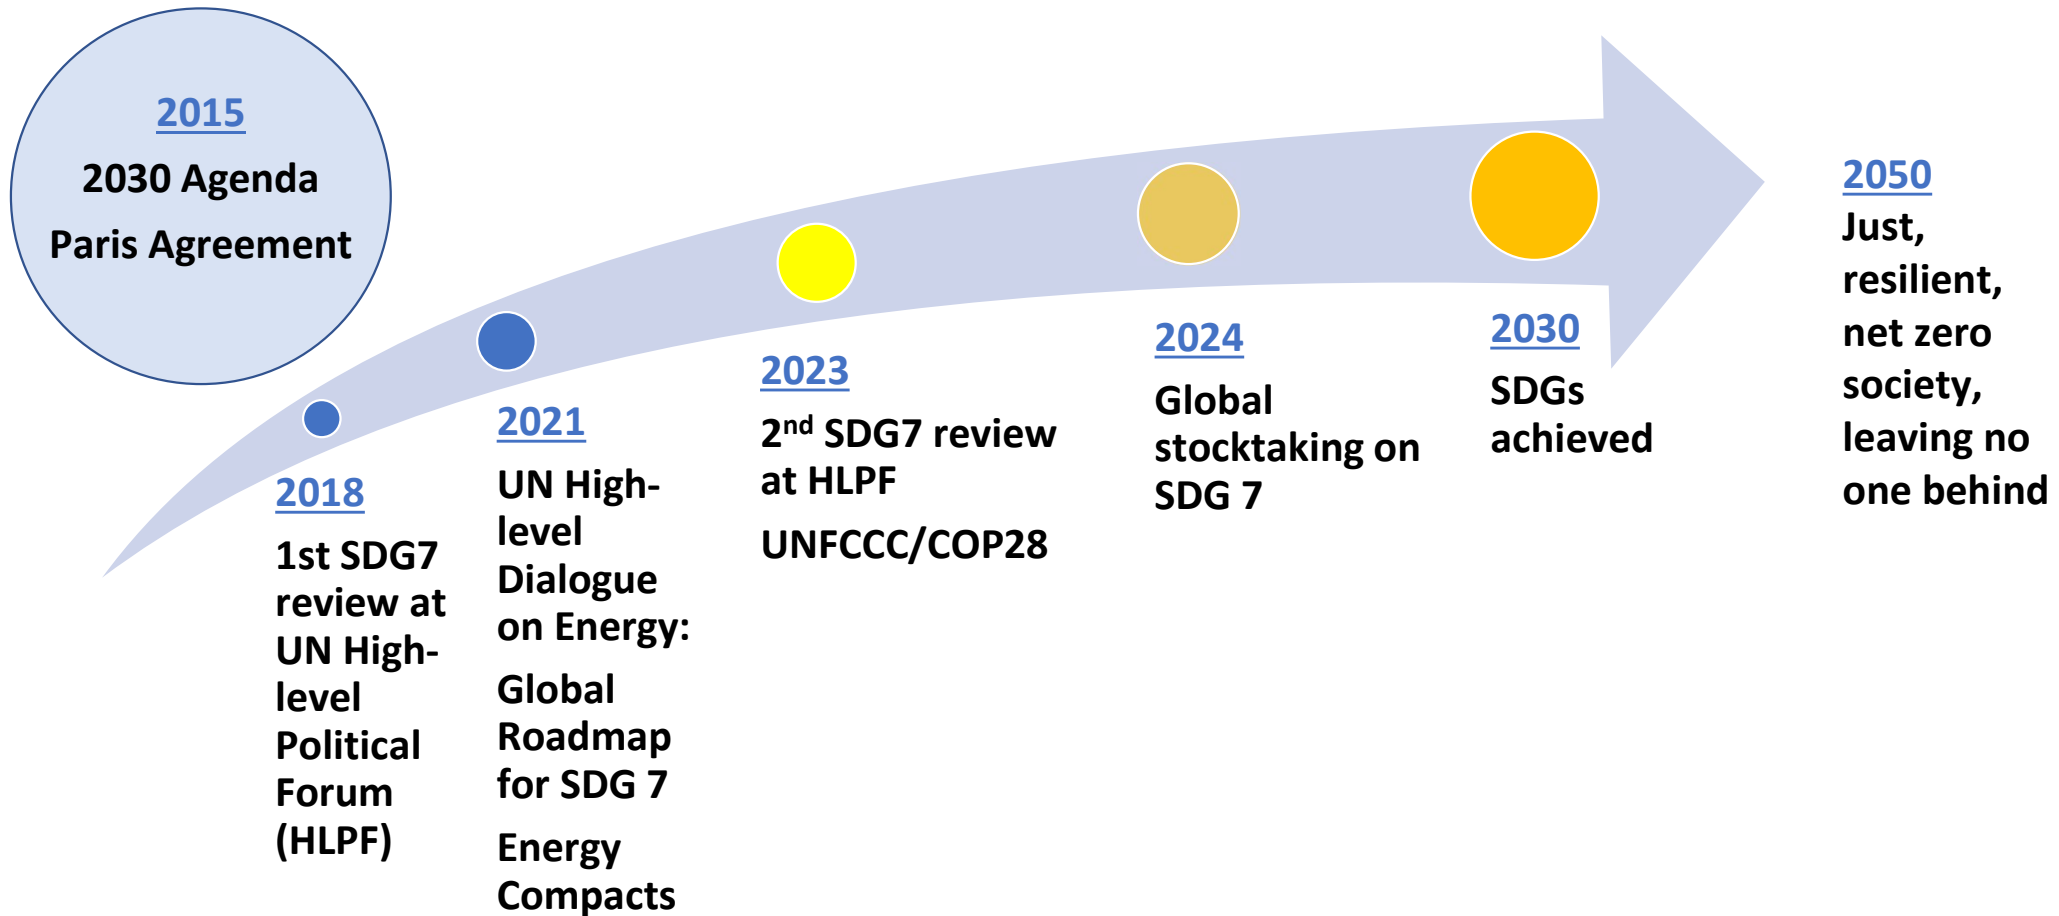 2015
2030 Agenda
Paris Agreement
2018
1st SDG7
review at
UN High-
level
Political
Forum
(HLPF)
2021
UN High-
level
Dialogue
on Energy:
Global
Roadmap
for SDG 7
Energy
Compacts
2023
2nd SDG7 review
at HLPF
UNFCCC/COP28
2024
Global
stocktaking on
SDG 7
2030
SDGs
achieved
2050
Just,
resilient,
net zero
society,
leaving no
one behind